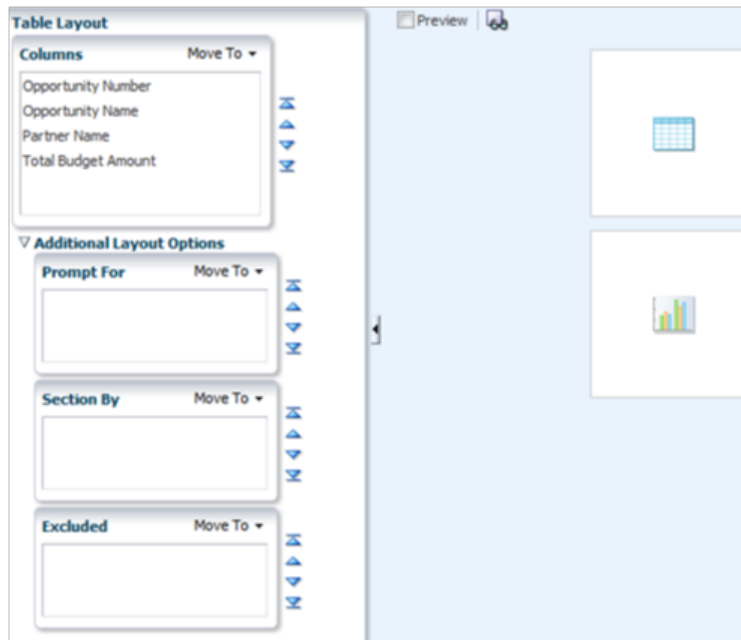 Table Layout
Preview
Columns Move To
Opportunity Number
Opportunity Name
Partner Name
Total Budget Amount
Additional Layout Options
Prompt For Move To
Section By Move To
Excluded Move To